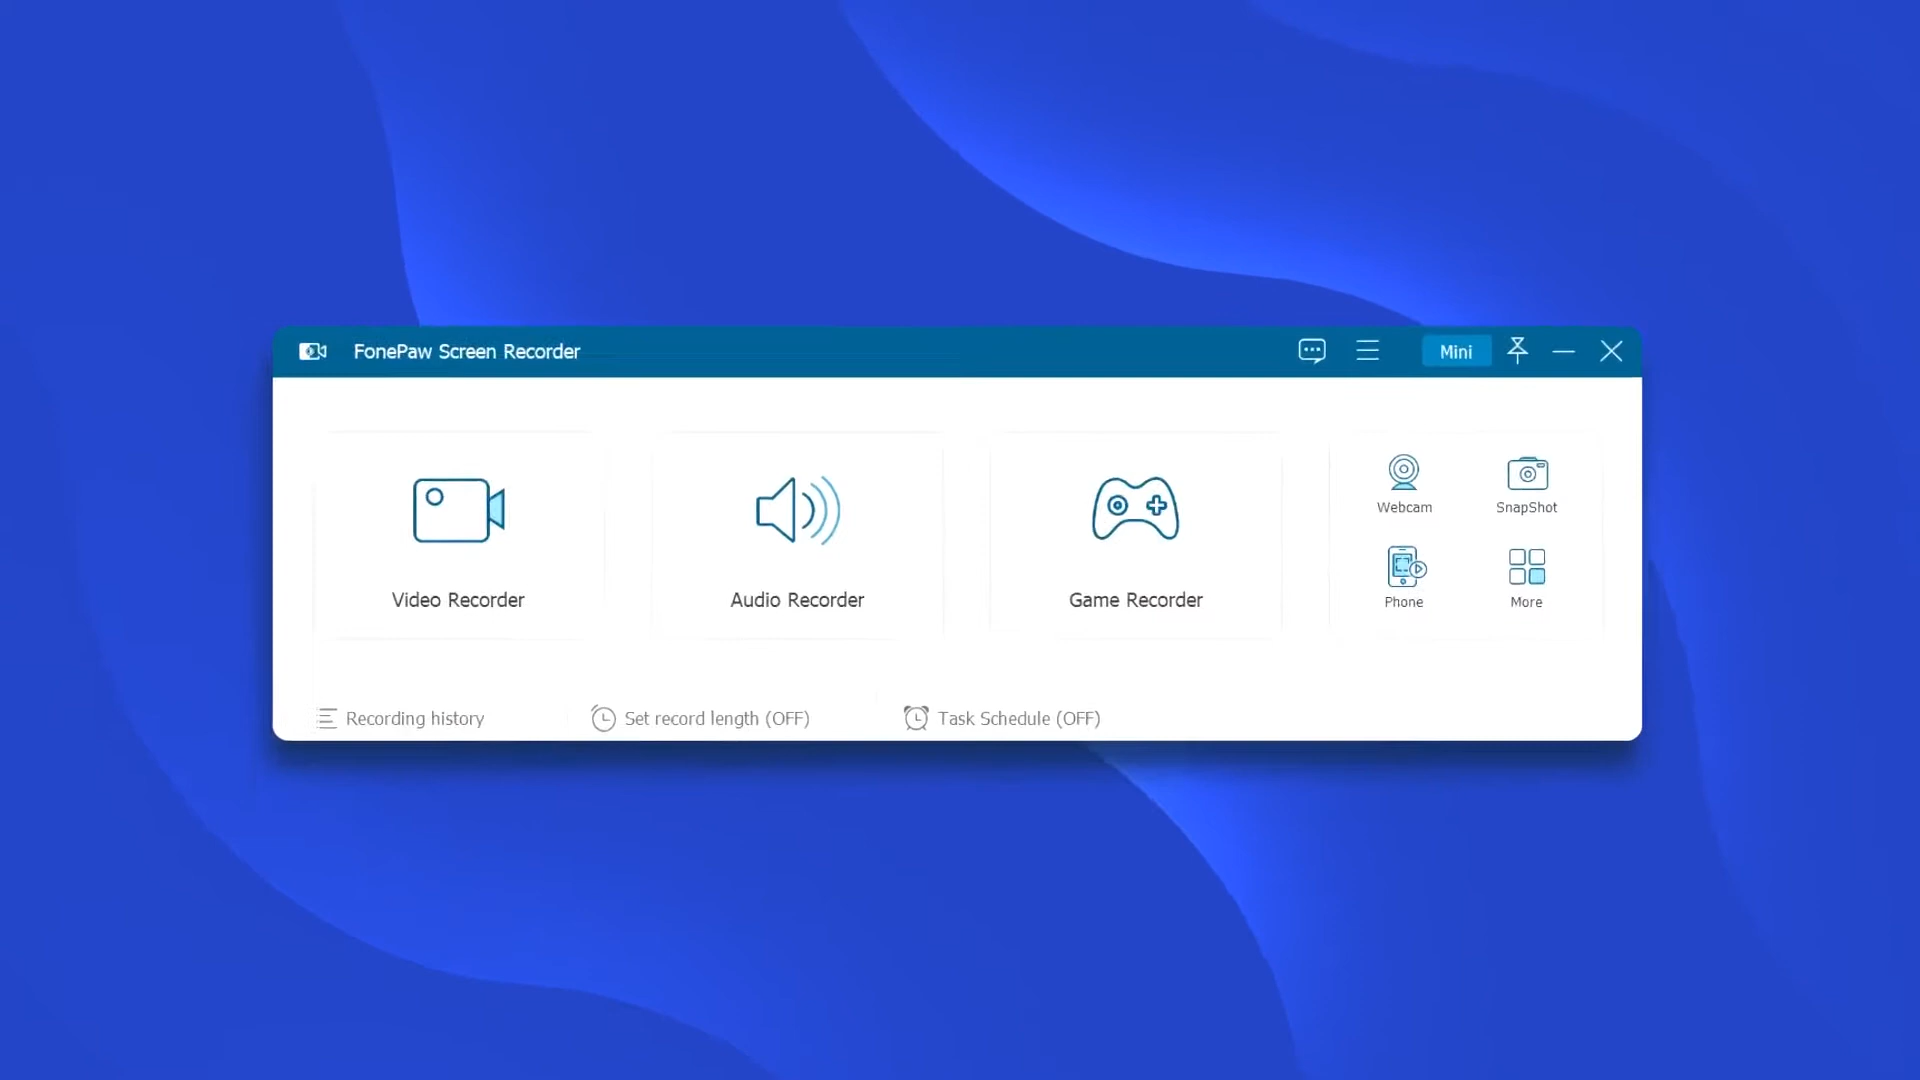 FonePaw Screen Recorder
Mini
Video Recorder
Audio Recorder
Game Recorder
Webcam
SnapShot
Phone
More
Recording history
Set record length (OFF)
Task Schedule (OFF)